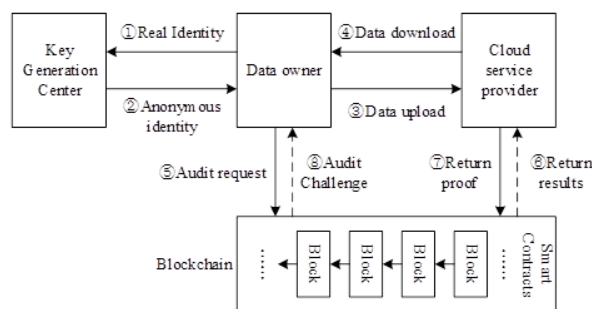 Key
Generation
Center
①Real Identity
②Anonymous
identity
Data owner
④Data download
③Data upload
Cloud
service
provider
⑤Audit request
⑧Audit
Challenge
⑦Return
proof
⑥Return
results
Blockchain
........
Block
Block
Block
Block
........
Smart
Contracts